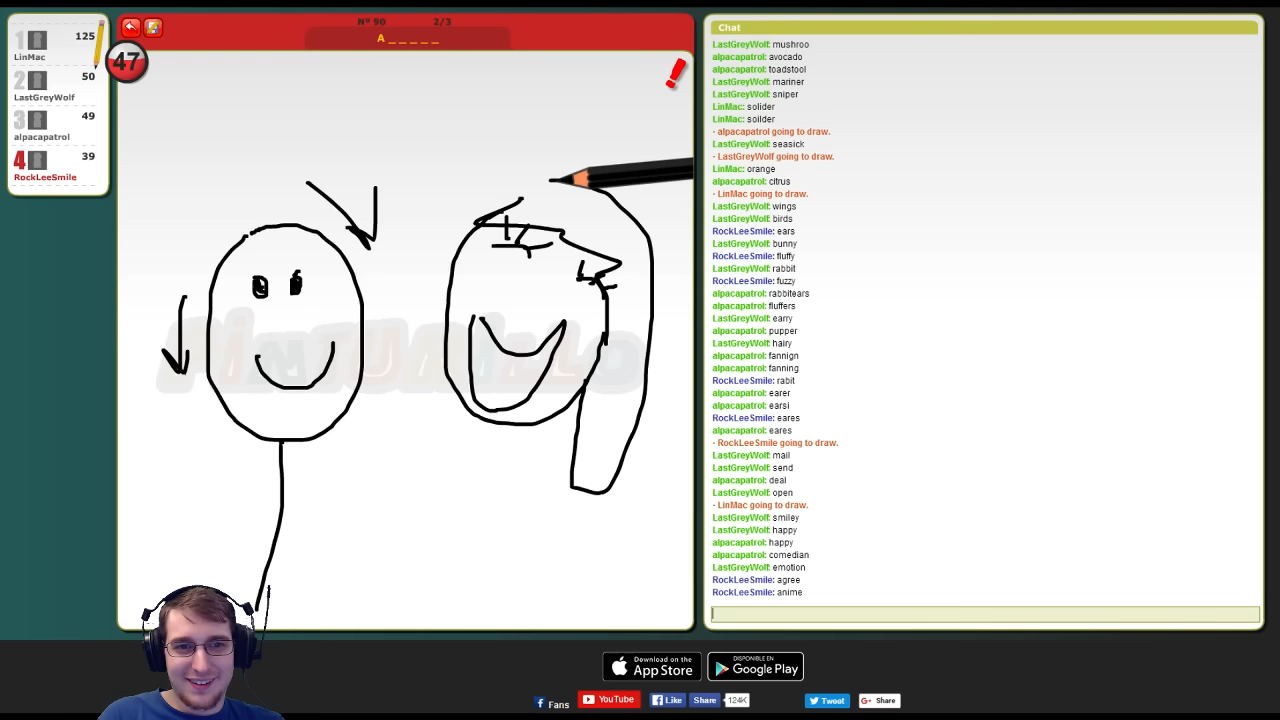 1 125
LinMac
2 50
LastGreyWolf
3 49
alpacapatrol
4 39
RockLeeSmile
47
Nº 90 2/3
A _ _ _ _ _
Chat
LastGreyWolf: mushroo
alpacapatrol: avocado
alpacapatrol: toadstool
LastGreyWolf: mariner
LastGreyWolf: sniper
LinMac: solider
LinMac: soilder
· alpacapatrol going to draw.
LastGreyWolf: seasick
· LastGreyWolf going to draw.
LinMac: orange
alpacapatrol: citrus
· LinMac going to draw.
LastGreyWolf: wings
LastGreyWolf: birds
RockLeeSmile: ears
LastGreyWolf: bunny
RockLeeSmile: fluffy
LastGreyWolf: rabbit
RockLeeSmile: fuzzy
alpacapatrol: rabbitears
alpacapatrol: fluffers
LastGreyWolf: earry
alpacapatrol: pupper
LastGreyWolf: hairy
alpacapatrol: fannign
alpacapatrol: fanning
RockLeeSmile: rabit
alpacapatrol: earer
alpacapatrol: earsi
RockLeeSmile: eares
alpacapatrol: eares
· RockLeeSmile going to draw.
LastGreyWolf: mail
LastGreyWolf: send
alpacapatrol: deal
LastGreyWolf: open
· LinMac going to draw.
LastGreyWolf: smiley
LastGreyWolf: happy
alpacapatrol: happy
alpacapatrol: comedian
LastGreyWolf: emotion
RockLeeSmile: agree
RockLeeSmile: anime
Download on the
App Store
DISPONIBLE EN
Google Play
Fans
YouTube
Like
Share
124K
Tweet
Share